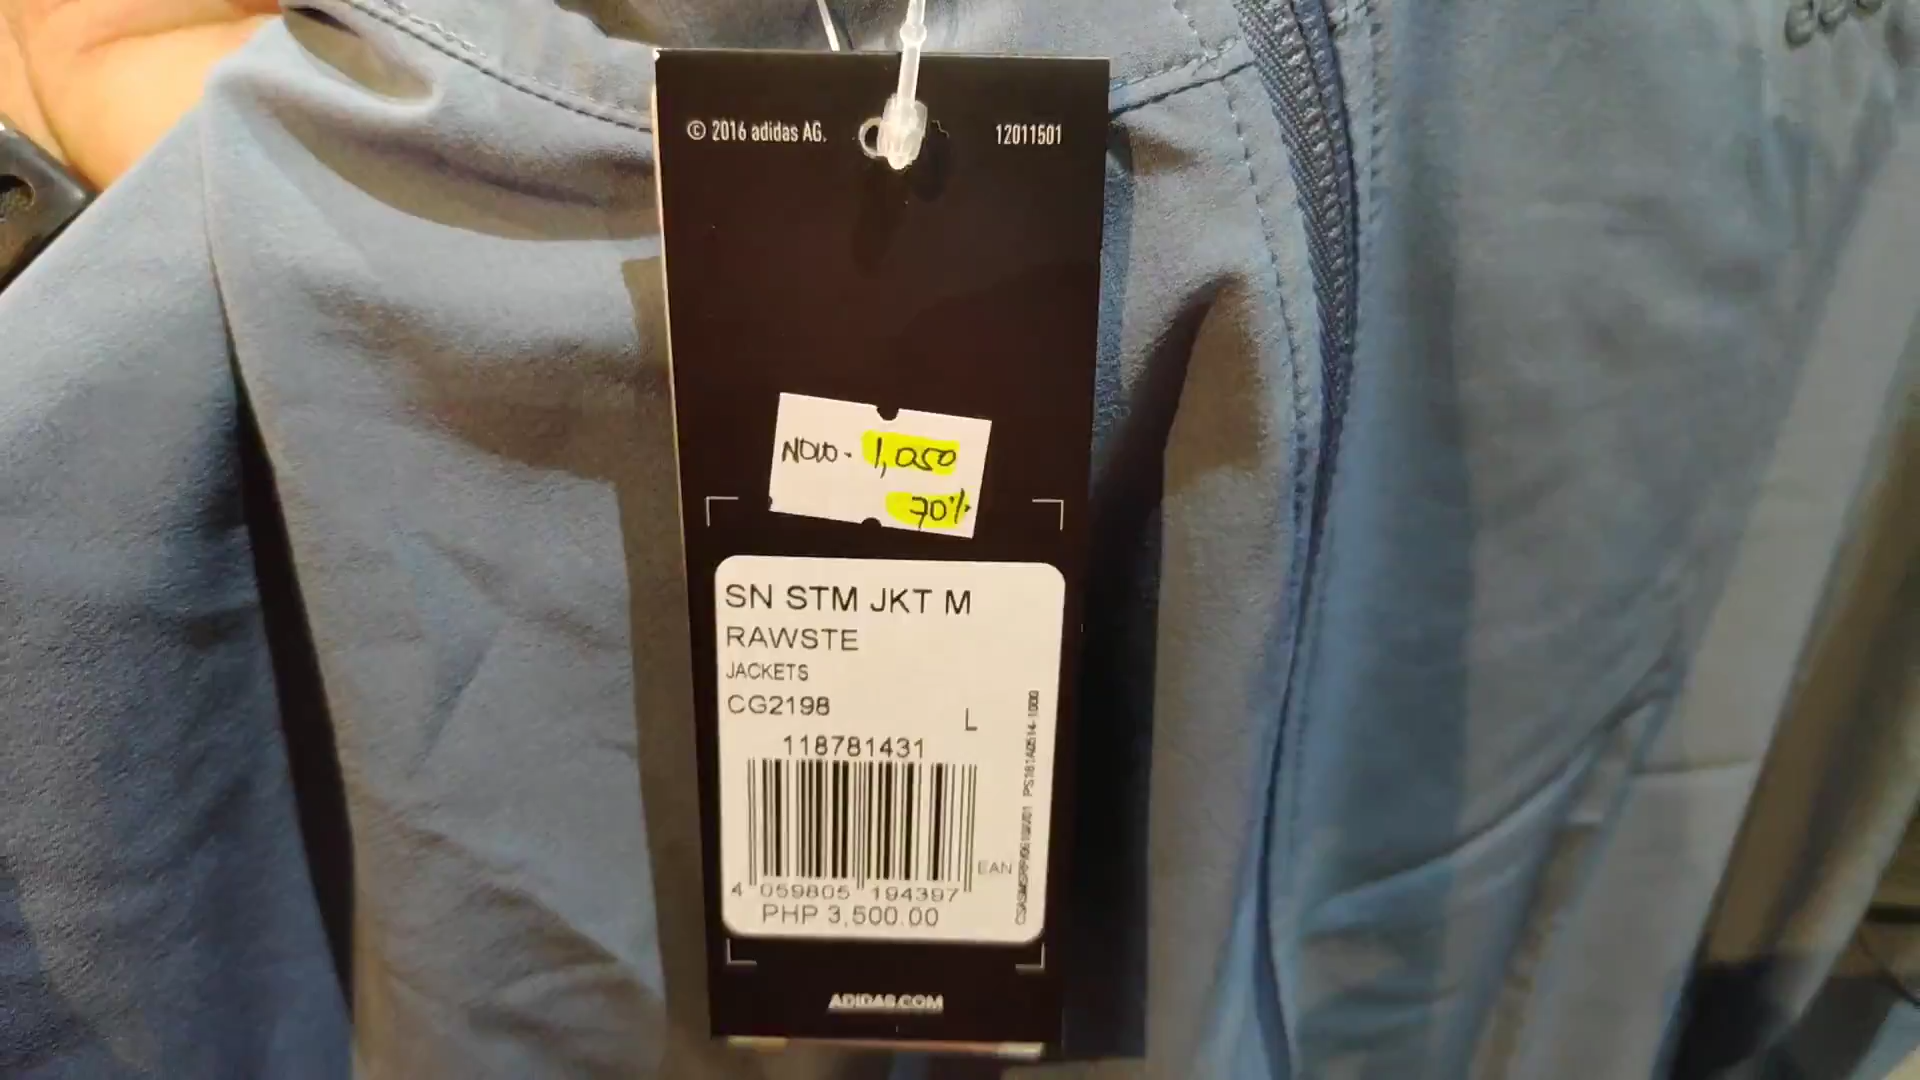 © 2016 adidas AG.
12011501
NOW - 1,050
70%
SN STM JKT M
RAWSTE
JACKETS
CG2198
L
118781431
EAN
4 059805 194397
PHP 3,500.00
ADIDAS.COM